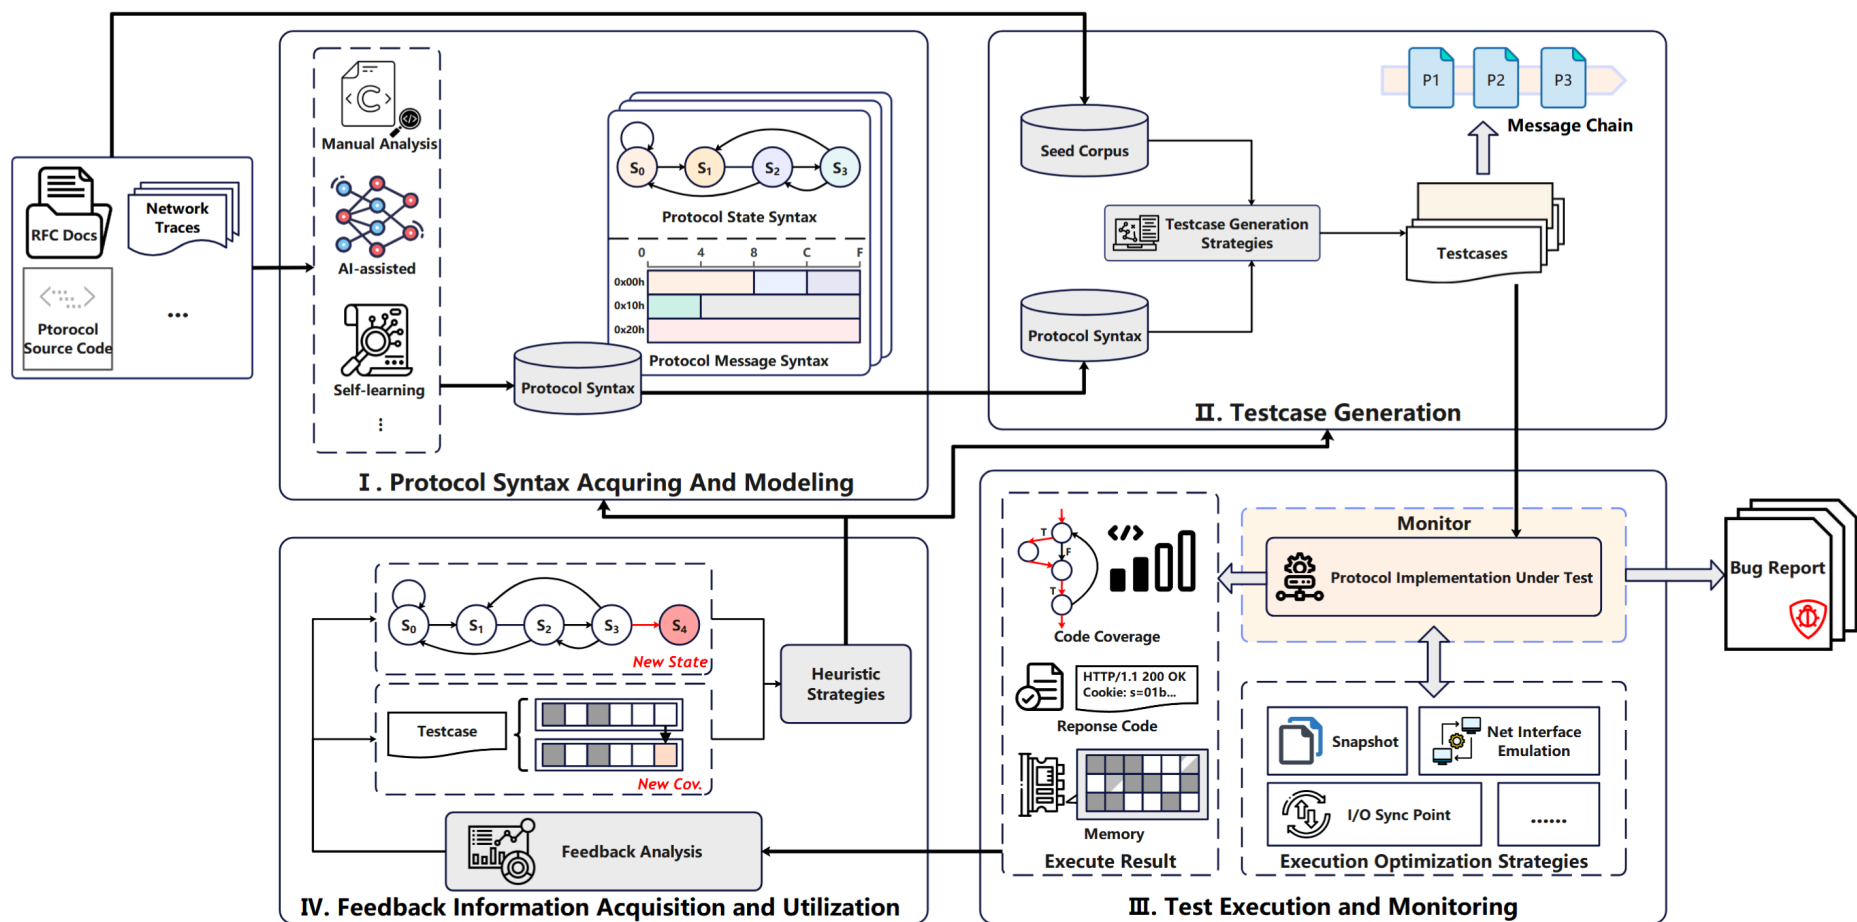 RFC Docs
Network
Traces
Ptorocol
Source Code
...
Manual Analysis
AI-assisted
Self-learning
...
S0
S1
S2
S3
Protocol State Syntax
0
4
8
C
F
0x00h
0x10h
0x20h
Protocol Message Syntax
Protocol Syntax
Ⅰ. Protocol Syntax Acquring And Modeling
Seed Corpus
Protocol Syntax
Testcase Generation
Strategies
P1
P2
P3
Message Chain
Testcases
Ⅱ. Testcase Generation
T
F
T
Code Coverage
HTTP/1.1 200 OK
Cookie: s=01b...
Reponse Code
Memory
Execute Result
Monitor
Protocol Implementation Under Test
Bug Report
Snapshot
Net Interface
Emulation
I/O Sync Point
......
Execution Optimization Strategies
Ⅲ. Test Execution and Monitoring
S0
S1
S2
S3
S4
New State
Testcase
New Cov.
Heuristic
Strategies
Feedback Analysis
Ⅳ. Feedback Information Acquisition and Utilization